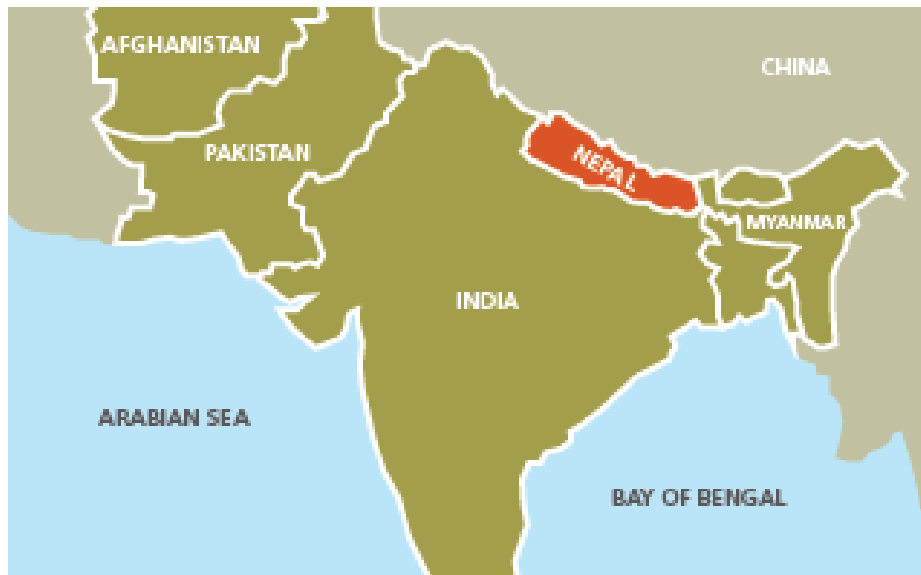 AFGHANISTAN
CHINA
PAKISTAN
NEPAL
MYANMAR
INDIA
ARABIAN SEA
BAY OF BENGAL